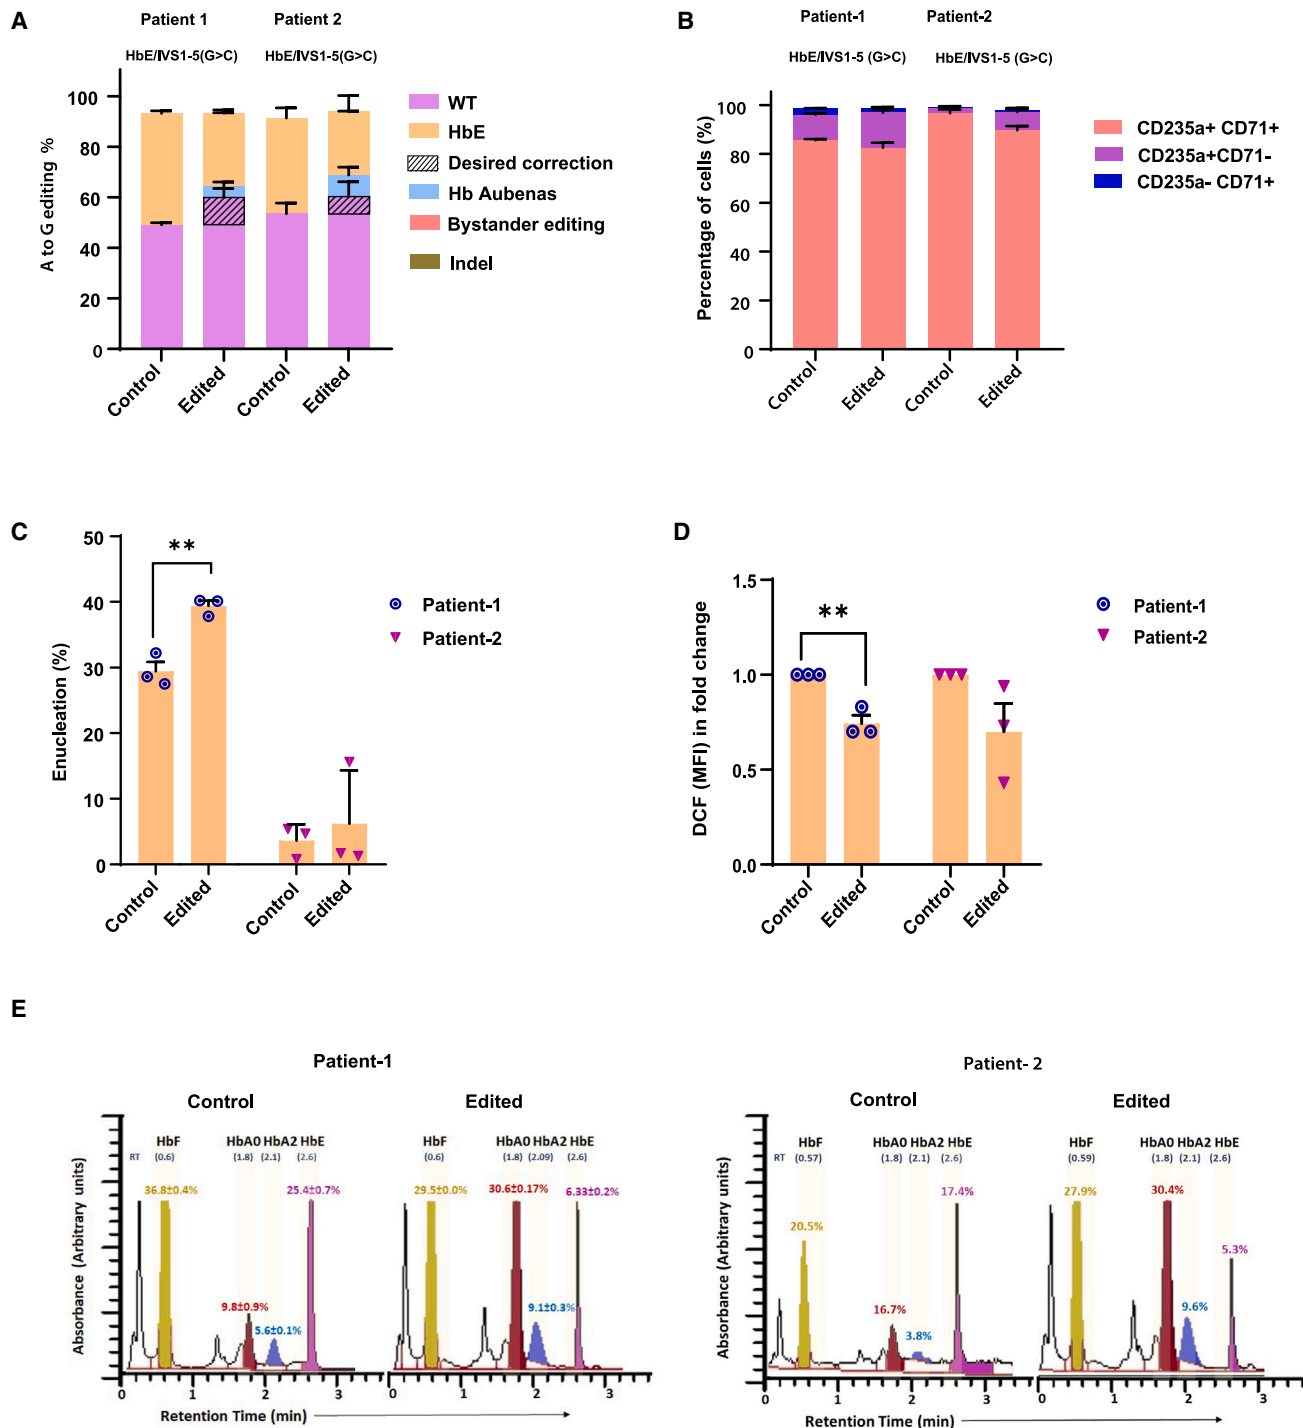 A
Patient 1
Patient 2
HbE/IVS1-5(G>C)
HbE/IVS1-5(G>C)
A to G editing %
100
80
60
40
20
0
Control
Edited
Control
Edited
WT
HbE
Desired correction
Hb Aubenas
Bystander editing
Indel
B
Patient-1
Patient-2
HbE/IVS1-5 (G>C)
HbE/IVS1-5 (G>C)
Percentage of cells (%)
100
80
60
40
20
0
Control
Edited
Control
Edited
CD235a+ CD71+
CD235a+CD71-
CD235a- CD71+
C
Enucleation (%)
50
40
30
20
10
0
**
Control
Edited
Control
Edited
Patient-1
Patient-2
D
DCF (MFI) in fold change
1.5
1.0
0.5
0.0
**
Control
Edited
Control
Edited
Patient-1
Patient-2
E
Patient-1
Control
Edited
Absorbance (Arbitrary units)
HbF HbA0 HbA2 HbE
RT (0.6) (1.8) (2.1) (2.6)
36.8±0.4%
25.4±0.7%
9.8±0.9%
5.6±0.1%
HbF HbA0 HbA2 HbE
(0.6) (1.8) (2.09) (2.6)
29.5±0.0%
30.6±0.17%
6.33±0.2%
9.1±0.3%
0 1 2 3
0 1 2 3
Retention Time (min)
Patient- 2
Control
Edited
Absorbance (Arbitrary units)
HbF HbA0 HbA2 HbE
RT (0.57) (1.8) (2.1) (2.6)
17.4%
20.5%
16.7%
3.8%
HbF HbA0 HbA2 HbE
(0.59) (1.8) (2.1) (2.6)
27.9%
30.4%
5.3%
9.6%
0 1 2 3
0 1 2 3
Retention Time (min)